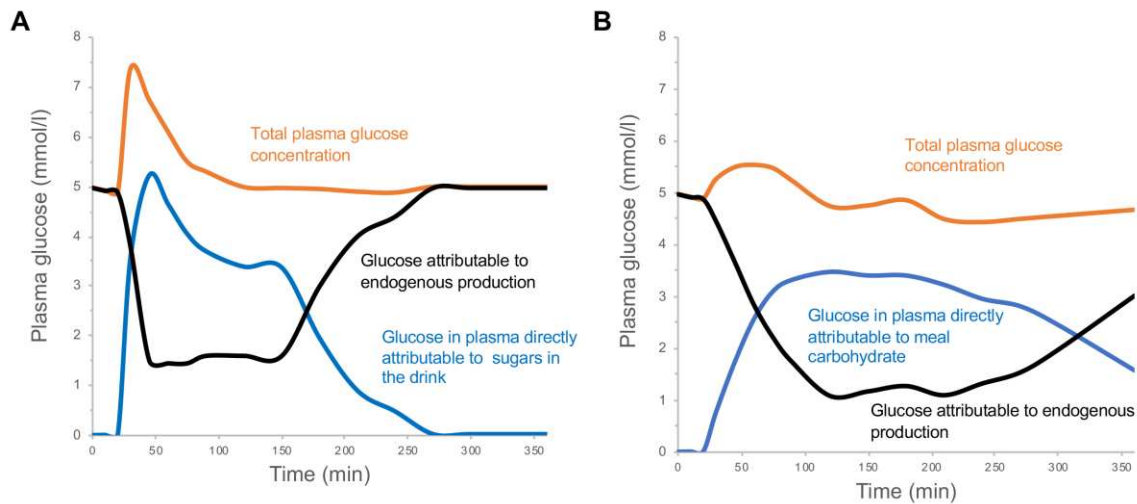 A
Plasma glucose (mmol/l)
8
7
6
5
4
3
2
1
0
Total plasma glucose
concentration
Glucose attributable to
endogenous production
Glucose in plasma directly
attributable to sugars in
the drink
0
50
100
150
200
250
300
350
Time (min)
B
Plasma glucose (mmol/l)
8
7
6
5
4
3
2
1
0
Total plasma glucose
concentration
Glucose in plasma directly
attributable to meal
carbohydrate
Glucose attributable to endogenous
production
0
50
100
150
200
250
300
350
Time (min)